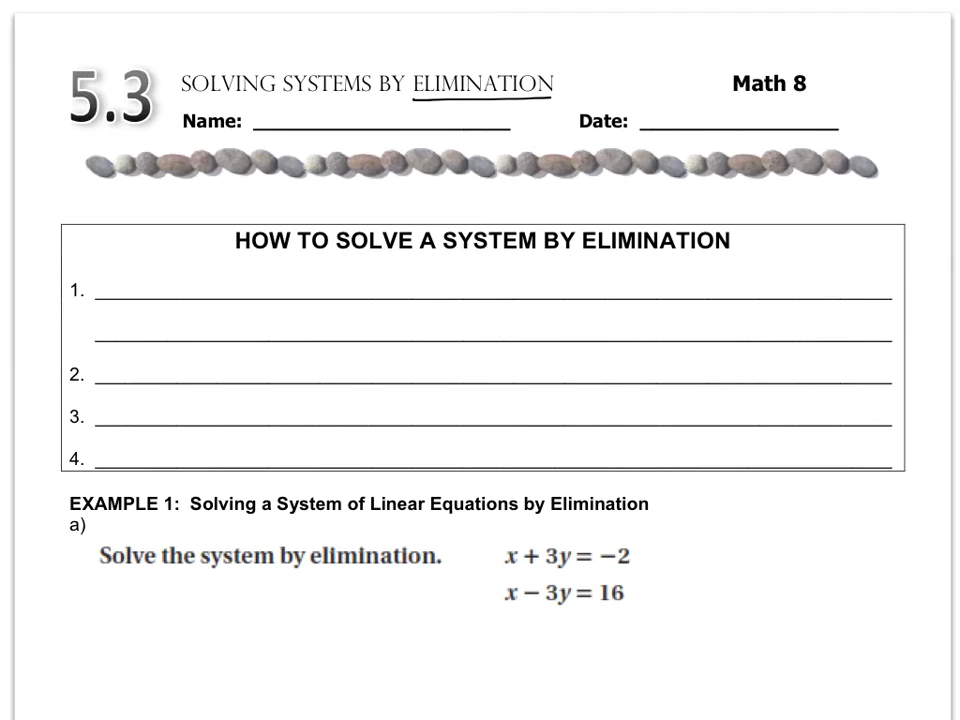 5.3
SOLVING SYSTEMS BY ELIMINATION
Math 8
Name: ____________________
Date: ____________________
HOW TO SOLVE A SYSTEM BY ELIMINATION
1.
2.
3.
4.
EXAMPLE 1: Solving a System of Linear Equations by Elimination
a)
Solve the system by elimination.
x + 3y = −2
x − 3y = 16